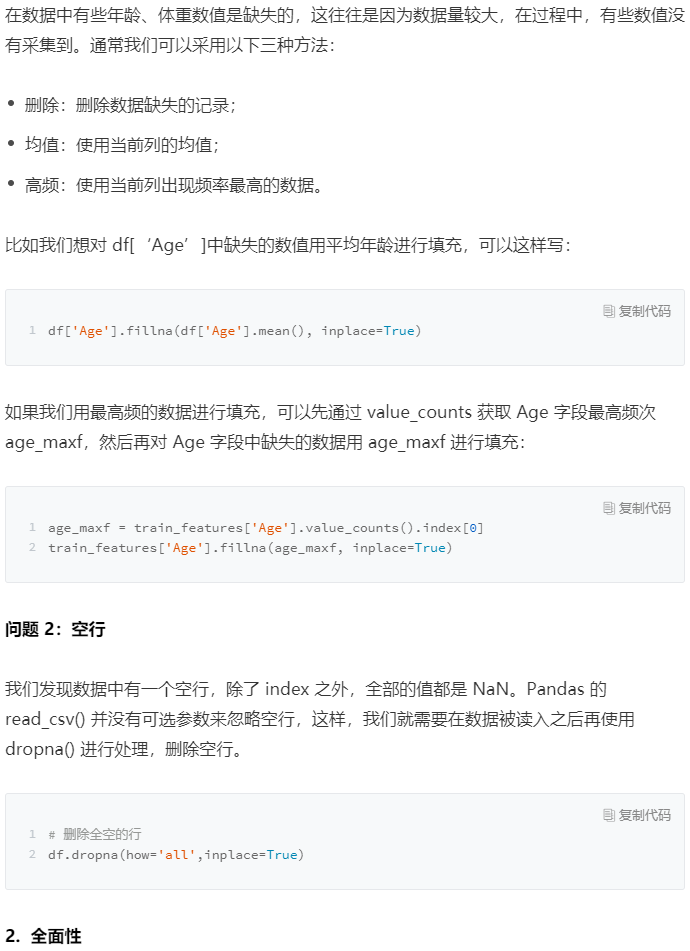 在数据中有些年龄、体重数值是缺失的，这往往是因为数据量较大，在过程中，有些数值没
有采集到。通常我们可以采用以下三种方法：
• 删除：删除数据缺失的记录；
• 均值：使用当前列的均值；
• 高频：使用当前列出现频率最高的数据。
比如我们想对 df[‘Age’]中缺失的数值用平均年龄进行填充，可以这样写：
复制代码
1 df['Age'].fillna(df['Age'].mean(), inplace=True)
如果我们用最高频的数据进行填充，可以先通过 value_counts 获取 Age 字段最高频次
age_maxf，然后再对 Age 字段中缺失的数据用 age_maxf 进行填充：
复制代码
1 age_maxf = train_features['Age'].value_counts().index[0]
2 train_features['Age'].fillna(age_maxf, inplace=True)
问题 2：空行
我们发现数据中有一个空行，除了 index 之外，全部的值都是 NaN。Pandas 的
read_csv() 并没有可选参数来忽略空行，这样，我们就需要在数据被读入之后再使用
dropna() 进行处理，删除空行。
复制代码
1 # 删除全空的行
2 df.dropna(how='all',inplace=True)
2. 全面性